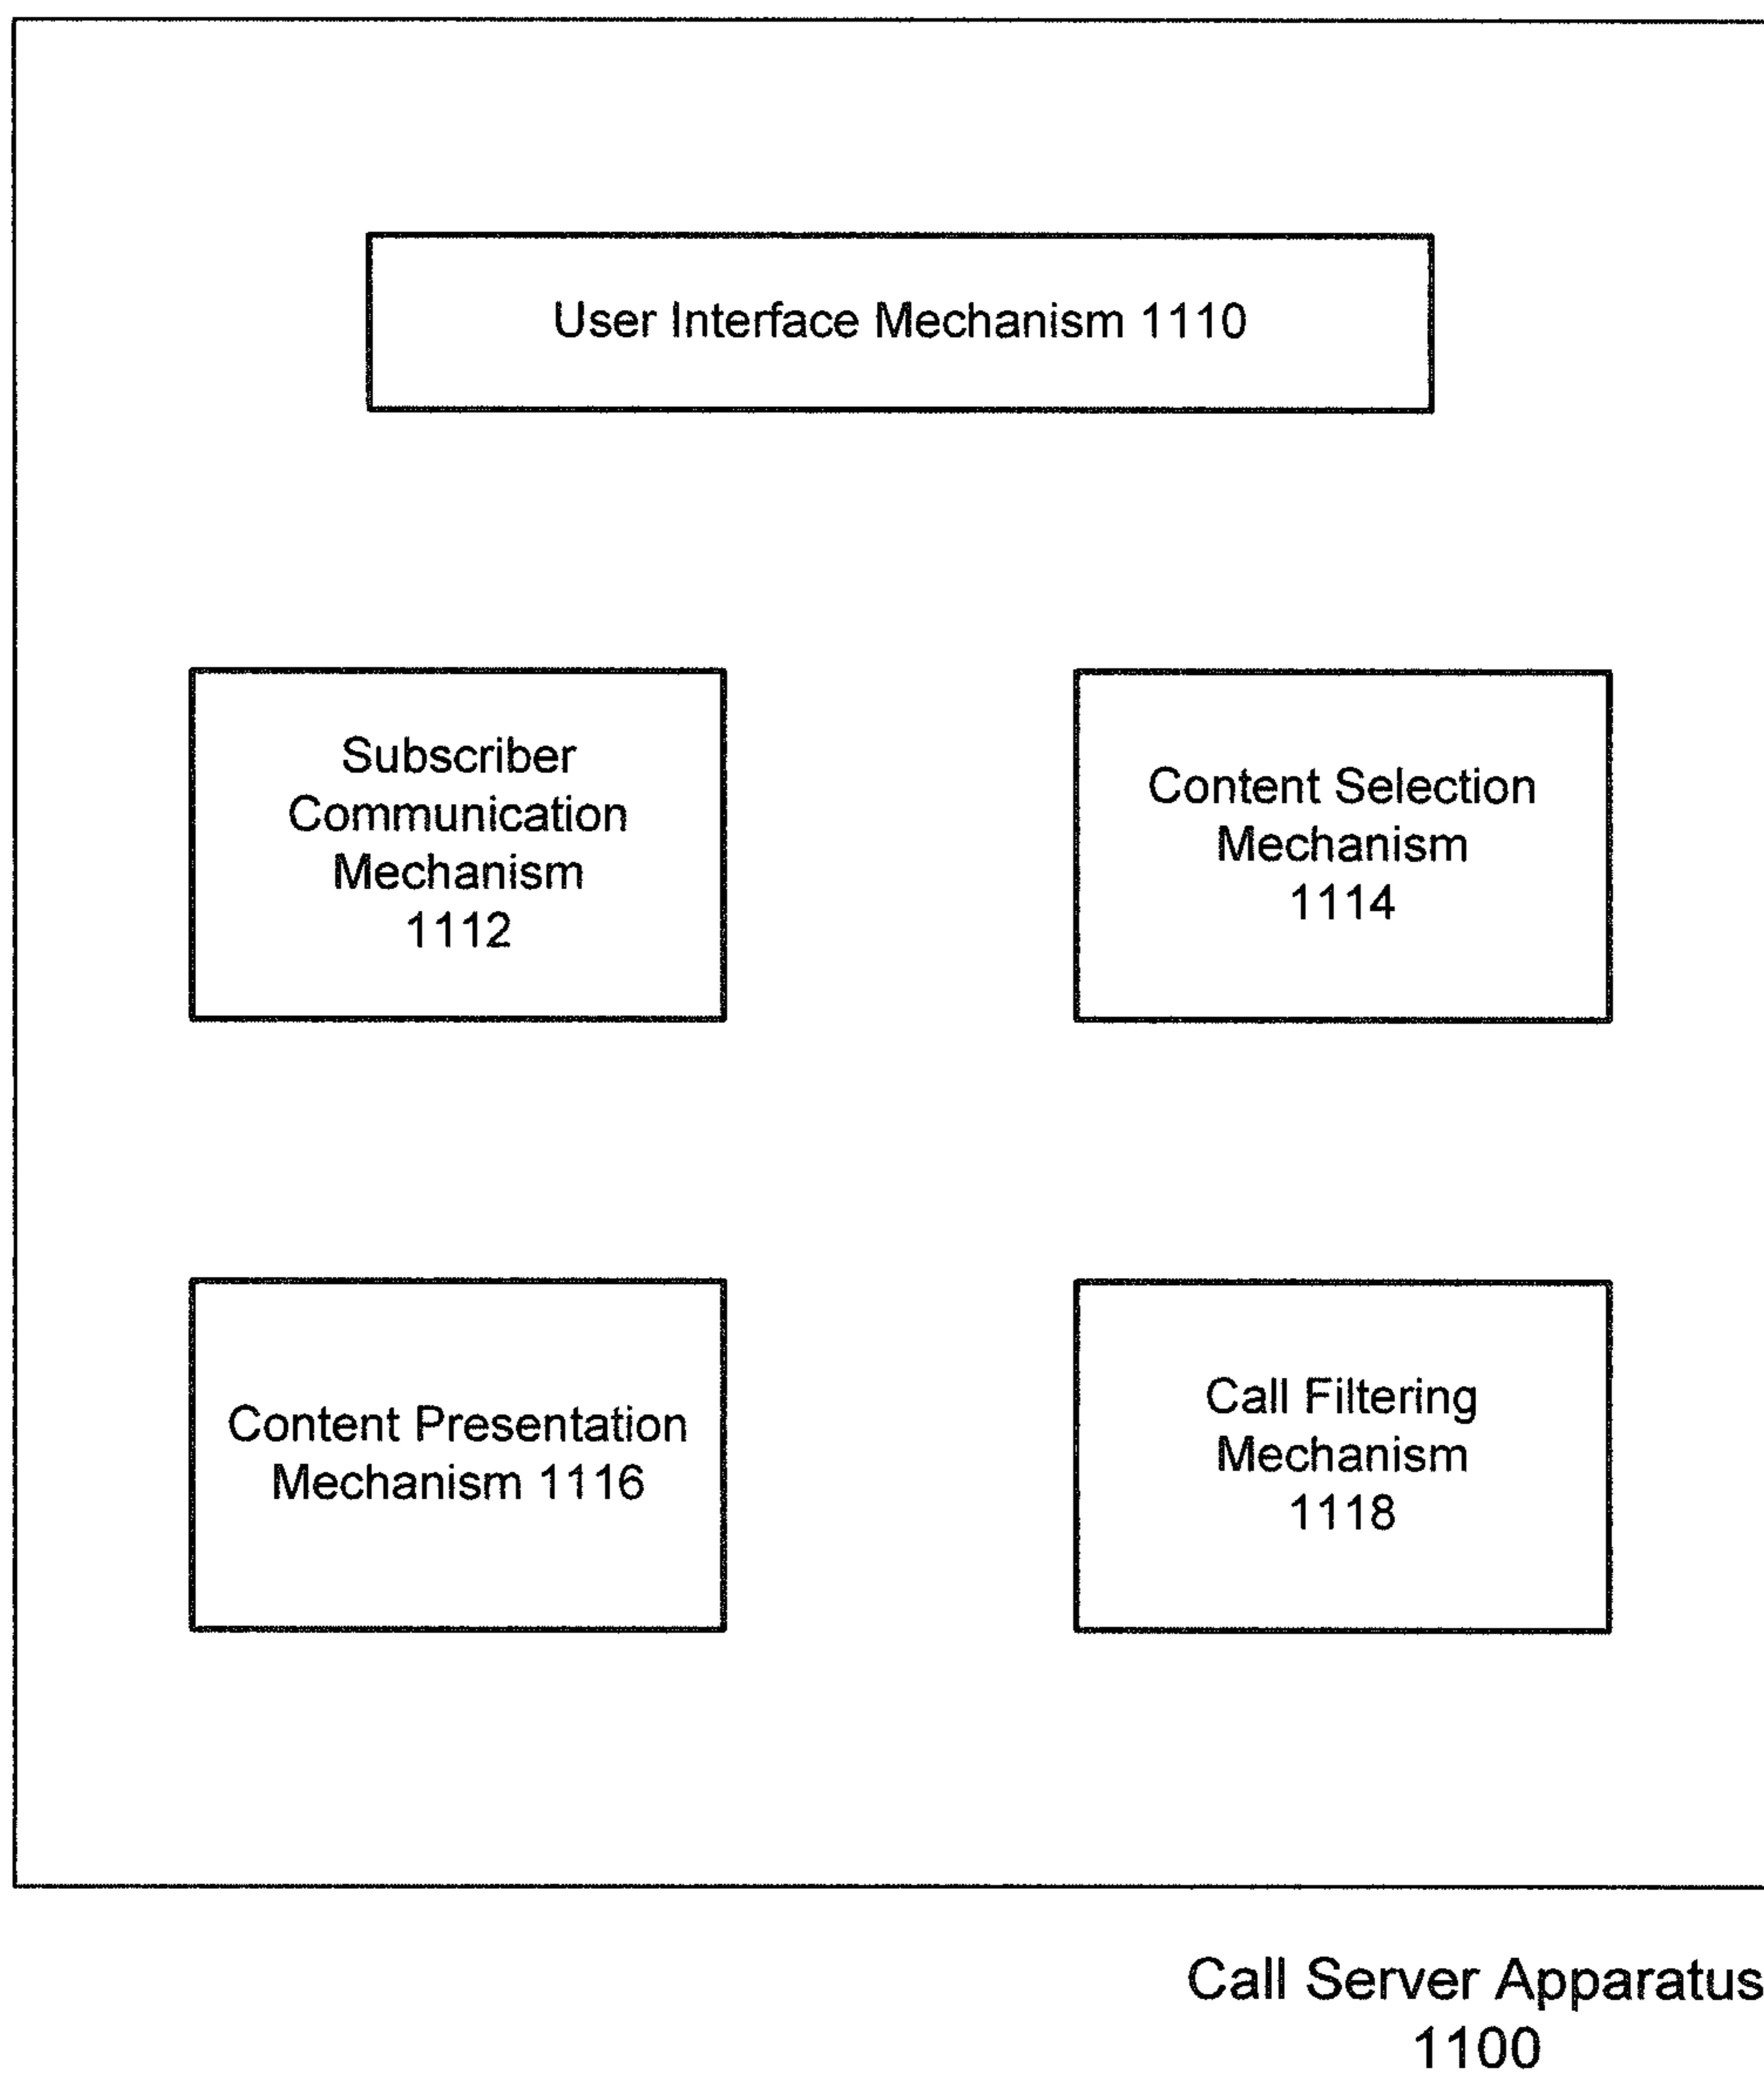 User Interface Mechanism 1110
Subscriber
Communication
Mechanism
1112
Content Selection
Mechanism
1114
Content Presentation
Mechanism 1116
Call Filtering
Mechanism
1118
Call Server Apparatus
1100